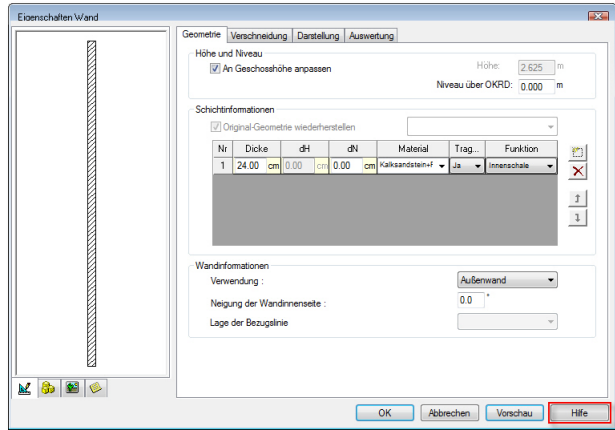 Eigenschaften Wand
Geometrie Verschneidung Darstellung Auswertung
Höhe und Niveau
An Geschosshöhe anpassen
Höhe: 2.625 m
Niveau über OKRD: 0.000 m
Schichtinformationen
Original-Geometrie wiederherstellen
Nr Dicke dH dN Material Trag... Funktion
1 24.00 cm 0.00 cm 0.00 cm Kalksandstein+F Ja Innenschale
Wandinformationen
Verwendung : Außenwand
Neigung der Wandinnenseite : 0.0 °
Lage der Bezugslinie
OK Abbrechen Vorschau Hilfe